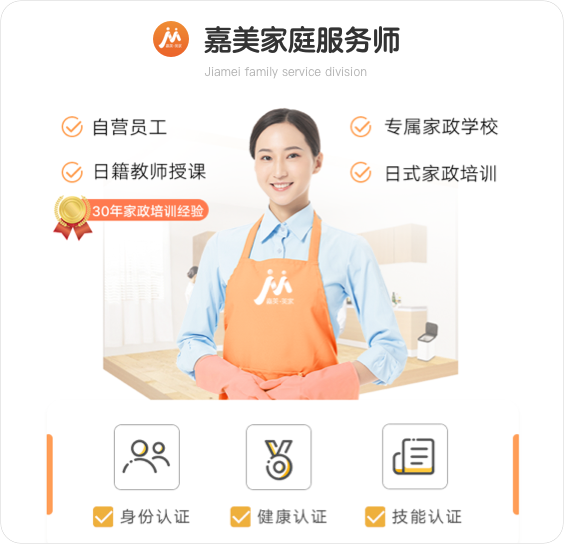 嘉美家庭服务师
Jiamei family service division
自营员工
专属家政学校
日籍教师授课
日式家政培训
30年家政培训经验
身份认证
健康认证
技能认证